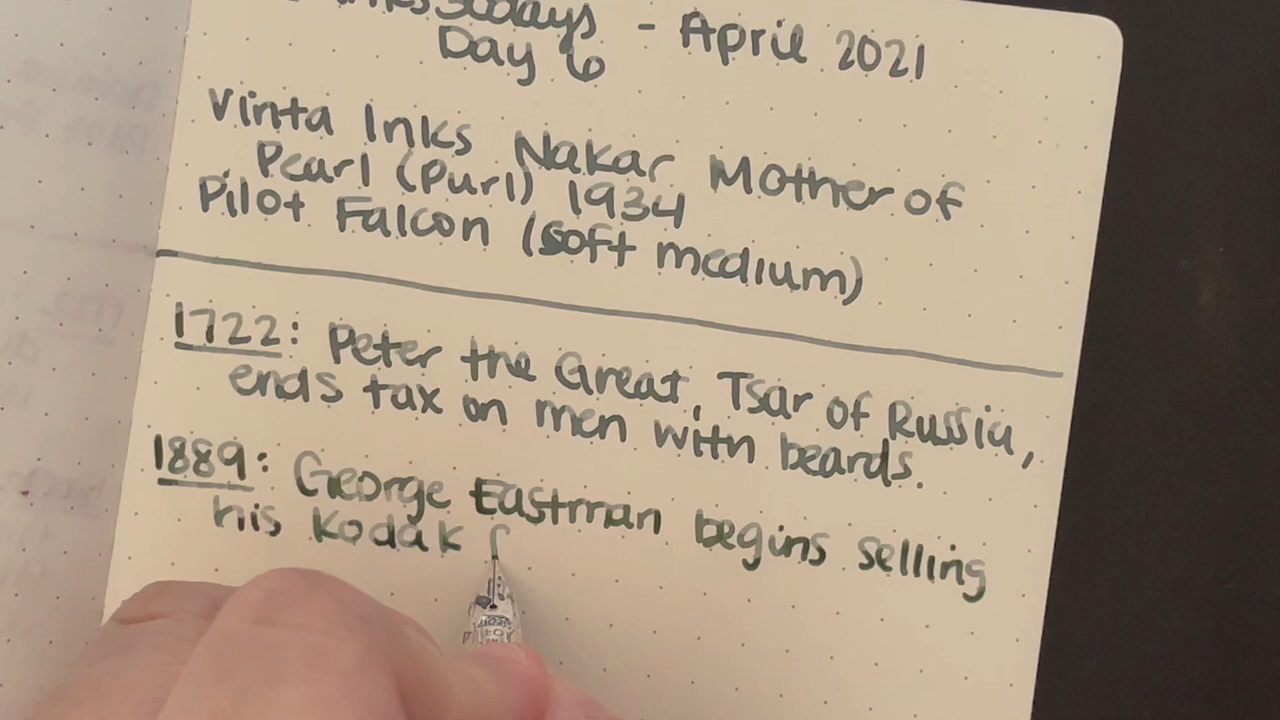 30days - April 2021
Day 6
Vinta Inks Nakar Mother of
Pearl (Purl) 1934
Pilot Falcon (soft medium)
1722: Peter the Great, Tsar of Russia,
ends tax on men with beards.
1889: George Eastman begins selling
his Kodak